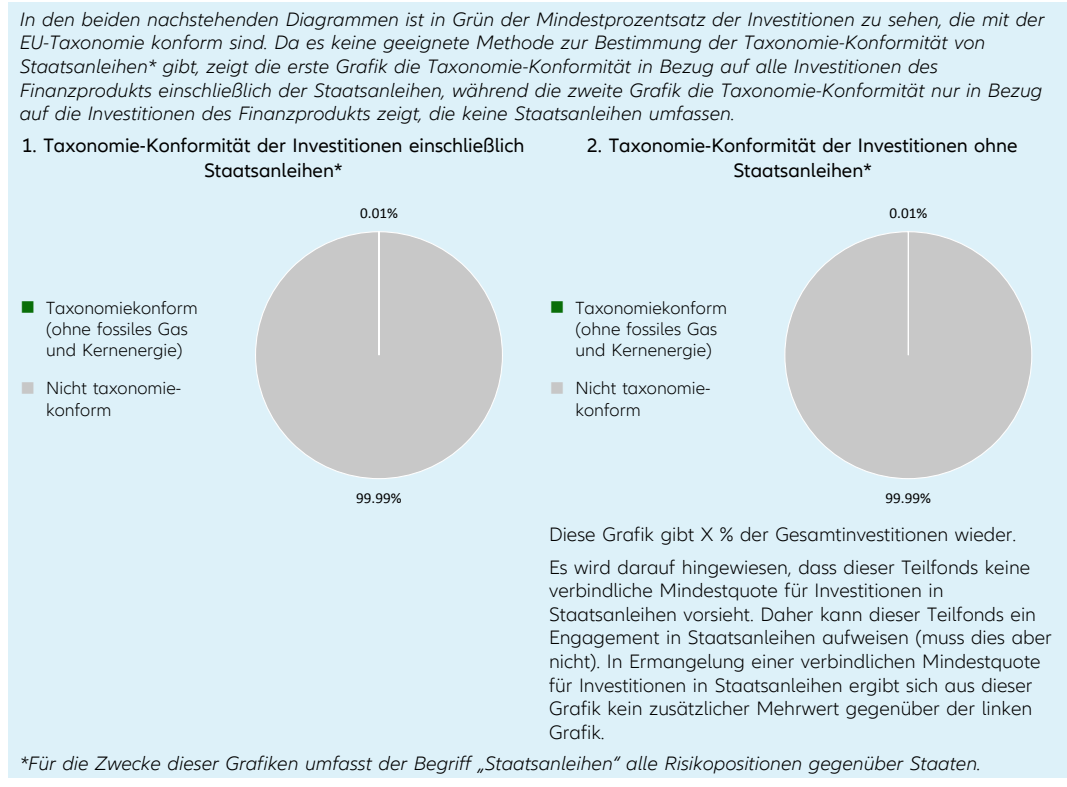 In den beiden nachstehenden Diagrammen ist in Grün der Mindestprozentsatz der Investitionen zu sehen, die mit der
EU-Taxonomie konform sind. Da es keine geeignete Methode zur Bestimmung der Taxonomie-Konformität von
Staatsanleihen* gibt, zeigt die erste Grafik die Taxonomie-Konformität in Bezug auf alle Investitionen des
Finanzprodukts einschließlich der Staatsanleihen, während die zweite Grafik die Taxonomie-Konformität nur in Bezug
auf die Investitionen des Finanzprodukts zeigt, die keine Staatsanleihen umfassen.
1. Taxonomie-Konformität der Investitionen einschließlich
Staatsanleihen*
0.01%
Taxonomiekonform
(ohne fossiles Gas
und Kernenergie)
Nicht taxonomie-
konform
99.99%
2. Taxonomie-Konformität der Investitionen ohne
Staatsanleihen*
0.01%
Taxonomiekonform
(ohne fossiles Gas
und Kernenergie)
Nicht taxonomie-
konform
99.99%
Diese Grafik gibt X % der Gesamtinvestitionen wieder.
Es wird darauf hingewiesen, dass dieser Teilfonds keine
verbindliche Mindestquote für Investitionen in
Staatsanleihen vorsieht. Daher kann dieser Teilfonds ein
Engagement in Staatsanleihen aufweisen (muss dies aber
nicht). In Ermangelung einer verbindlichen Mindestquote
für Investitionen in Staatsanleihen ergibt sich aus dieser
Grafik kein zusätzlicher Mehrwert gegenüber der linken
Grafik.
*Für die Zwecke dieser Grafiken umfasst der Begriff „Staatsanleihen“ alle Risikopositionen gegenüber Staaten.